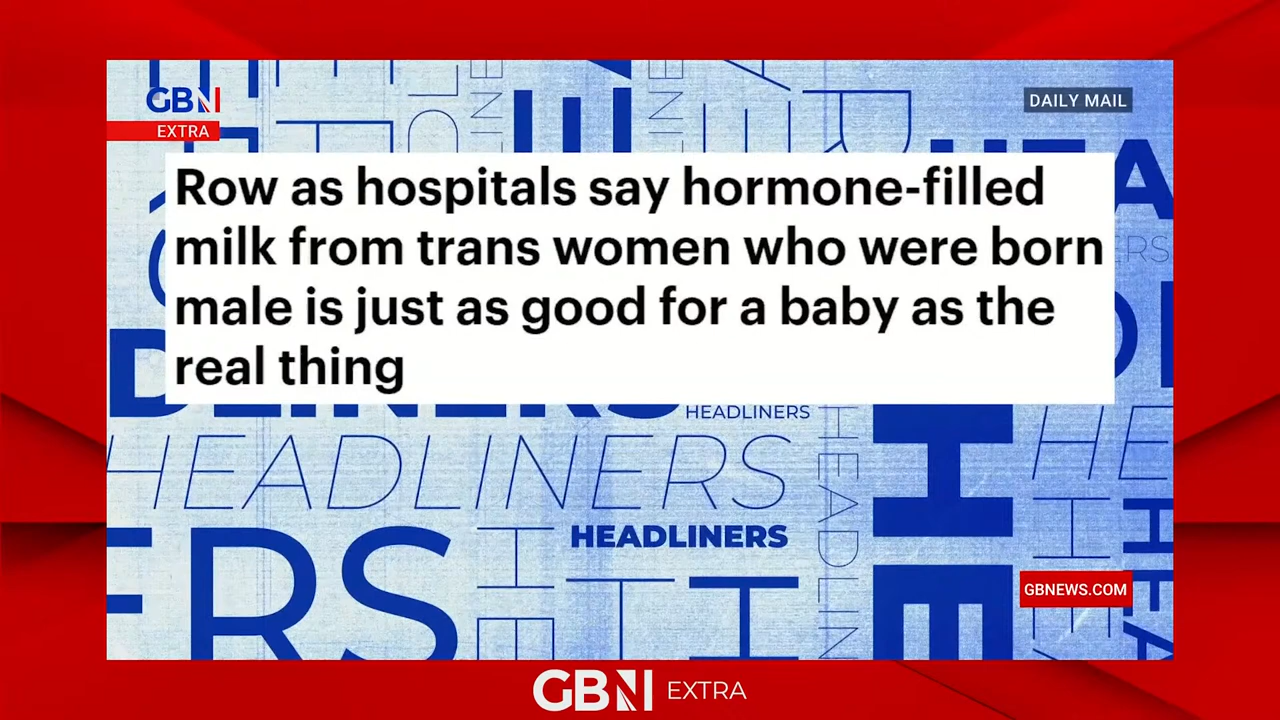 GBN
EXTRA
DAILY MAIL
Row as hospitals say hormone-filled
milk from trans women who were born
male is just as good for a baby as the
real thing
HEADLINERS
HEADLINERS
HEADLINERS
GBNEWS.COM
GBN EXTRA